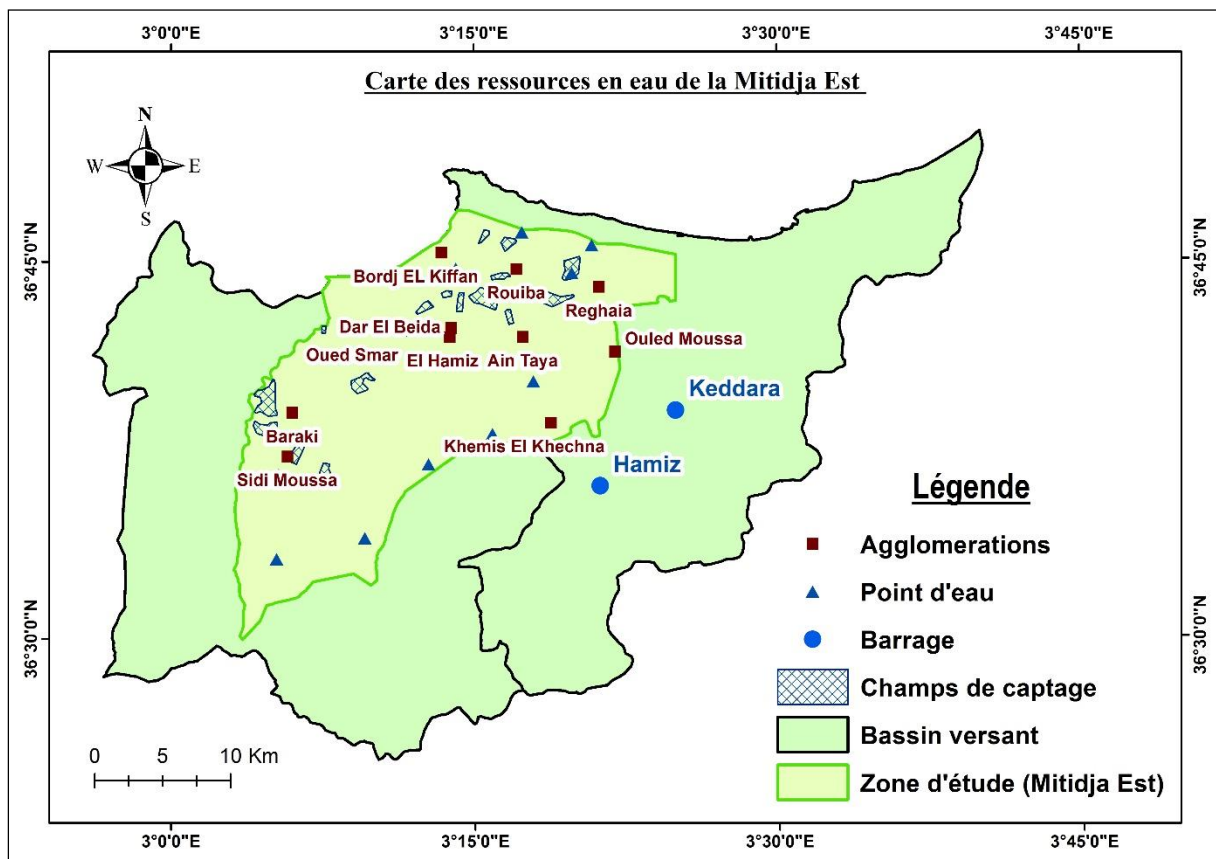 3°0'0"E 3°15'0"E 3°30'0"E 3°45'0"E
Carte des ressources en eau de la Mitidja Est
N
W E
S
36°45'0"N 36°45'0"N
Bordj EL Kiffan
Rouiba
Reghaia
Dar El Beida
Ouled Moussa
Oued Smar El Hamiz Ain Taya
Keddara
Baraki
Khemis El Khechna
Hamiz
Sidi Moussa
Légende
Agglomerations
Point d'eau
Barrage
36°30'0"N 36°30'0"N
Champs de captage
Bassin versant
Zone d'étude (Mitidja Est)
0 5 10 Km
3°0'0"E 3°15'0"E 3°30'0"E 3°45'0"E